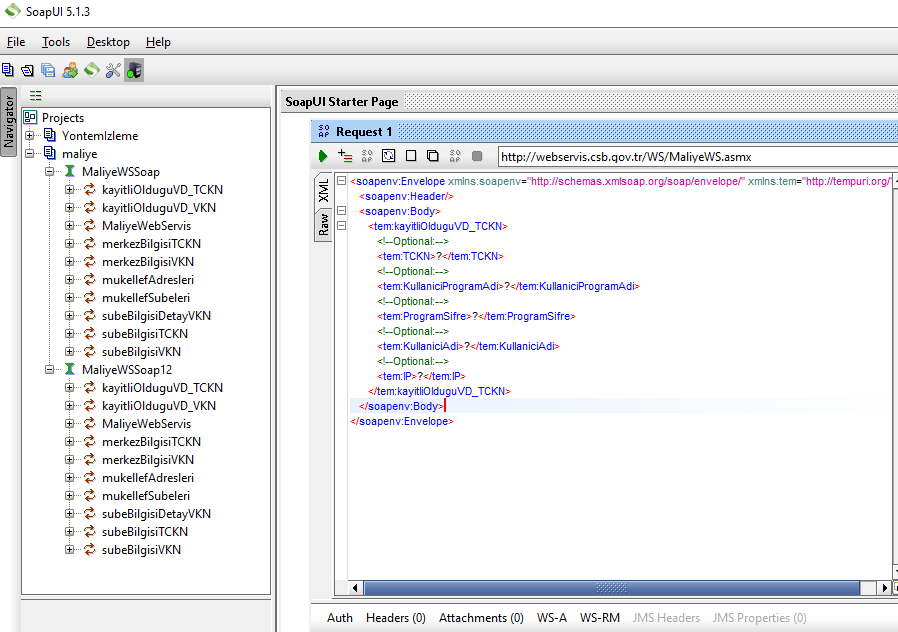 SoapUI 5.1.3
File Tools Desktop Help
Navigator
Projects
YontemIzleme
maliye
MaliyeWSSoap
kayitliOlduguVD_TCKN
kayitliOlduguVD_VKN
MaliyeWebServis
merkezBilgisiTCKN
merkezBilgisiVKN
mukellefAdresleri
mukellefSubeleri
subeBilgisiDetayVKN
subeBilgisiTCKN
subeBilgisiVKN
MaliyeWSSoap12
kayitliOlduguVD_TCKN
kayitliOlduguVD_VKN
MaliyeWebServis
merkezBilgisiTCKN
merkezBilgisiVKN
mukellefAdresleri
mukellefSubeleri
subeBilgisiDetayVKN
subeBilgisiTCKN
subeBilgisiVKN
SoapUI Starter Page
SO AP Request 1
http://webservis.csb.gov.tr/WS/MaliyeWS.asmx
XML
Raw
<soapenv:Envelope xmlns:soapenv="http://schemas.xmlsoap.org/soap/envelope/" xmlns:tem="http://tempuri.org/"
<soapenv:Header/>
<soapenv:Body>
<tem:kayitliOlduguVD_TCKN>
<!--Optional:-->
<tem:TCKN>?</tem:TCKN>
<!--Optional:-->
<tem:KullaniciProgramAdi>?</tem:KullaniciProgramAdi>
<!--Optional:-->
<tem:ProgramSifre>?</tem:ProgramSifre>
<!--Optional:-->
<tem:KullaniciAdi>?</tem:KullaniciAdi>
<!--Optional:-->
<tem:IP>?</tem:IP>
</tem:kayitliOlduguVD_TCKN>
</soapenv:Body>
</soapenv:Envelope>
Auth Headers (0) Attachments (0) WS-A WS-RM JMS Headers JMS Properties (0)